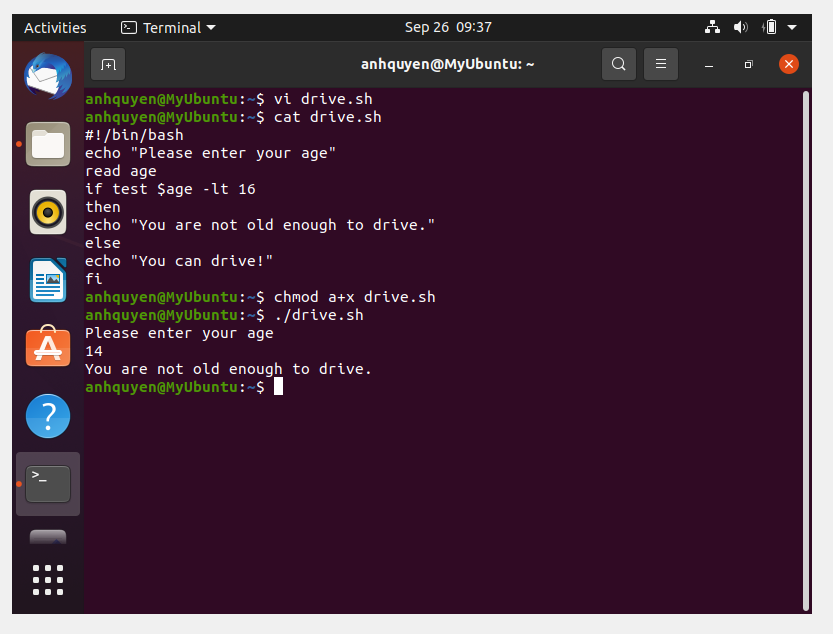 Activities
Terminal
Sep 26 09:37
anhquyen@MyUbuntu: ~
anhquyen@MyUbuntu:~$ vi drive.sh
anhquyen@MyUbuntu:~$ cat drive.sh
#!/bin/bash
echo "Please enter your age"
read age
if test $age -lt 16
then
echo "You are not old enough to drive."
else
echo "You can drive!"
fi
anhquyen@MyUbuntu:~$ chmod a+x drive.sh
anhquyen@MyUbuntu:~$ ./drive.sh
Please enter your age
14
You are not old enough to drive.
anhquyen@MyUbuntu:~$